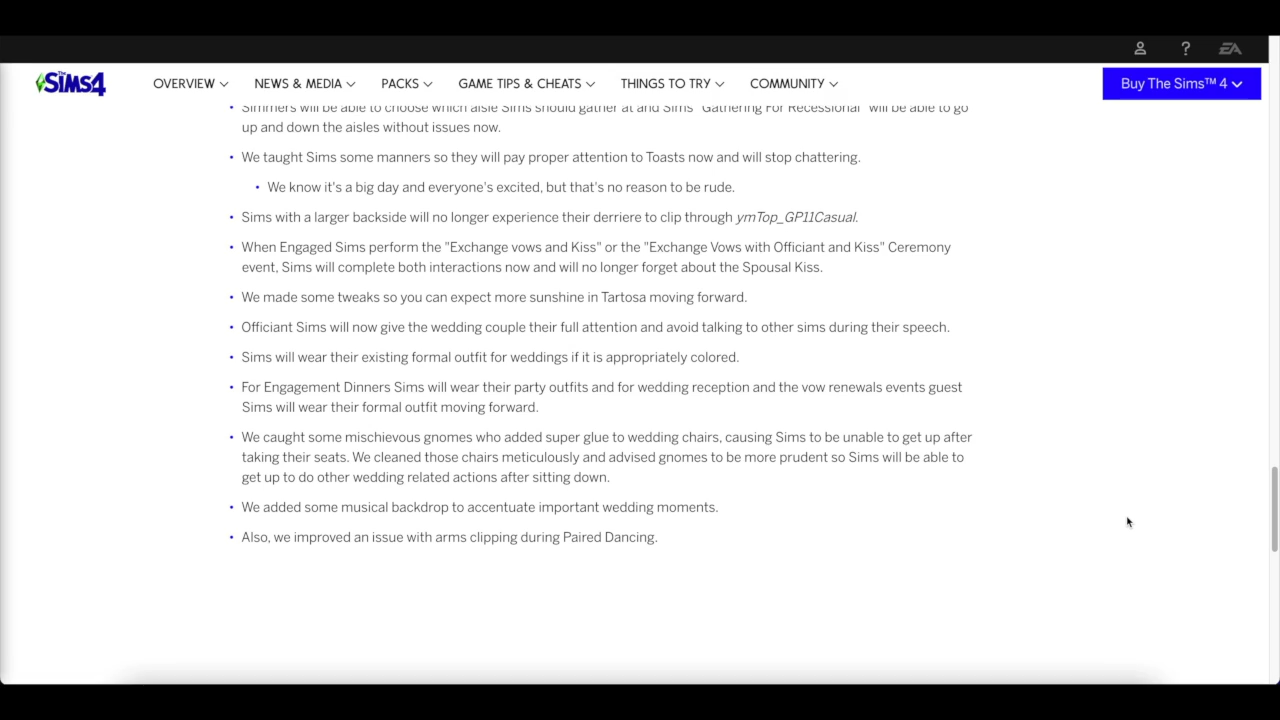 EA
The SiMS4
OVERVIEW NEWS & MEDIA PACKS GAME TIPS & CHEATS THINGS TO TRY COMMUNITY Buy The Sims™ 4
• Simmers will be able to choose which aisle Sims should gather at and Sims "Gathering For Recessional" will be able to go
up and down the aisles without issues now.
• We taught Sims some manners so they will pay proper attention to Toasts now and will stop chattering.
• We know it's a big day and everyone's excited, but that's no reason to be rude.
• Sims with a larger backside will no longer experience their derriere to clip through ymTop_GP11Casual.
• When Engaged Sims perform the "Exchange vows and Kiss" or the "Exchange Vows with Officiant and Kiss" Ceremony
event, Sims will complete both interactions now and will no longer forget about the Spousal Kiss.
• We made some tweaks so you can expect more sunshine in Tartosa moving forward.
• Officiant Sims will now give the wedding couple their full attention and avoid talking to other sims during their speech.
• Sims will wear their existing formal outfit for weddings if it is appropriately colored.
• For Engagement Dinners Sims will wear their party outfits and for wedding reception and the vow renewals events guest
Sims will wear their formal outfit moving forward.
• We caught some mischievous gnomes who added super glue to wedding chairs, causing Sims to be unable to get up after
taking their seats. We cleaned those chairs meticulously and advised gnomes to be more prudent so Sims will be able to
get up to do other wedding related actions after sitting down.
• We added some musical backdrop to accentuate important wedding moments.
• Also, we improved an issue with arms clipping during Paired Dancing.